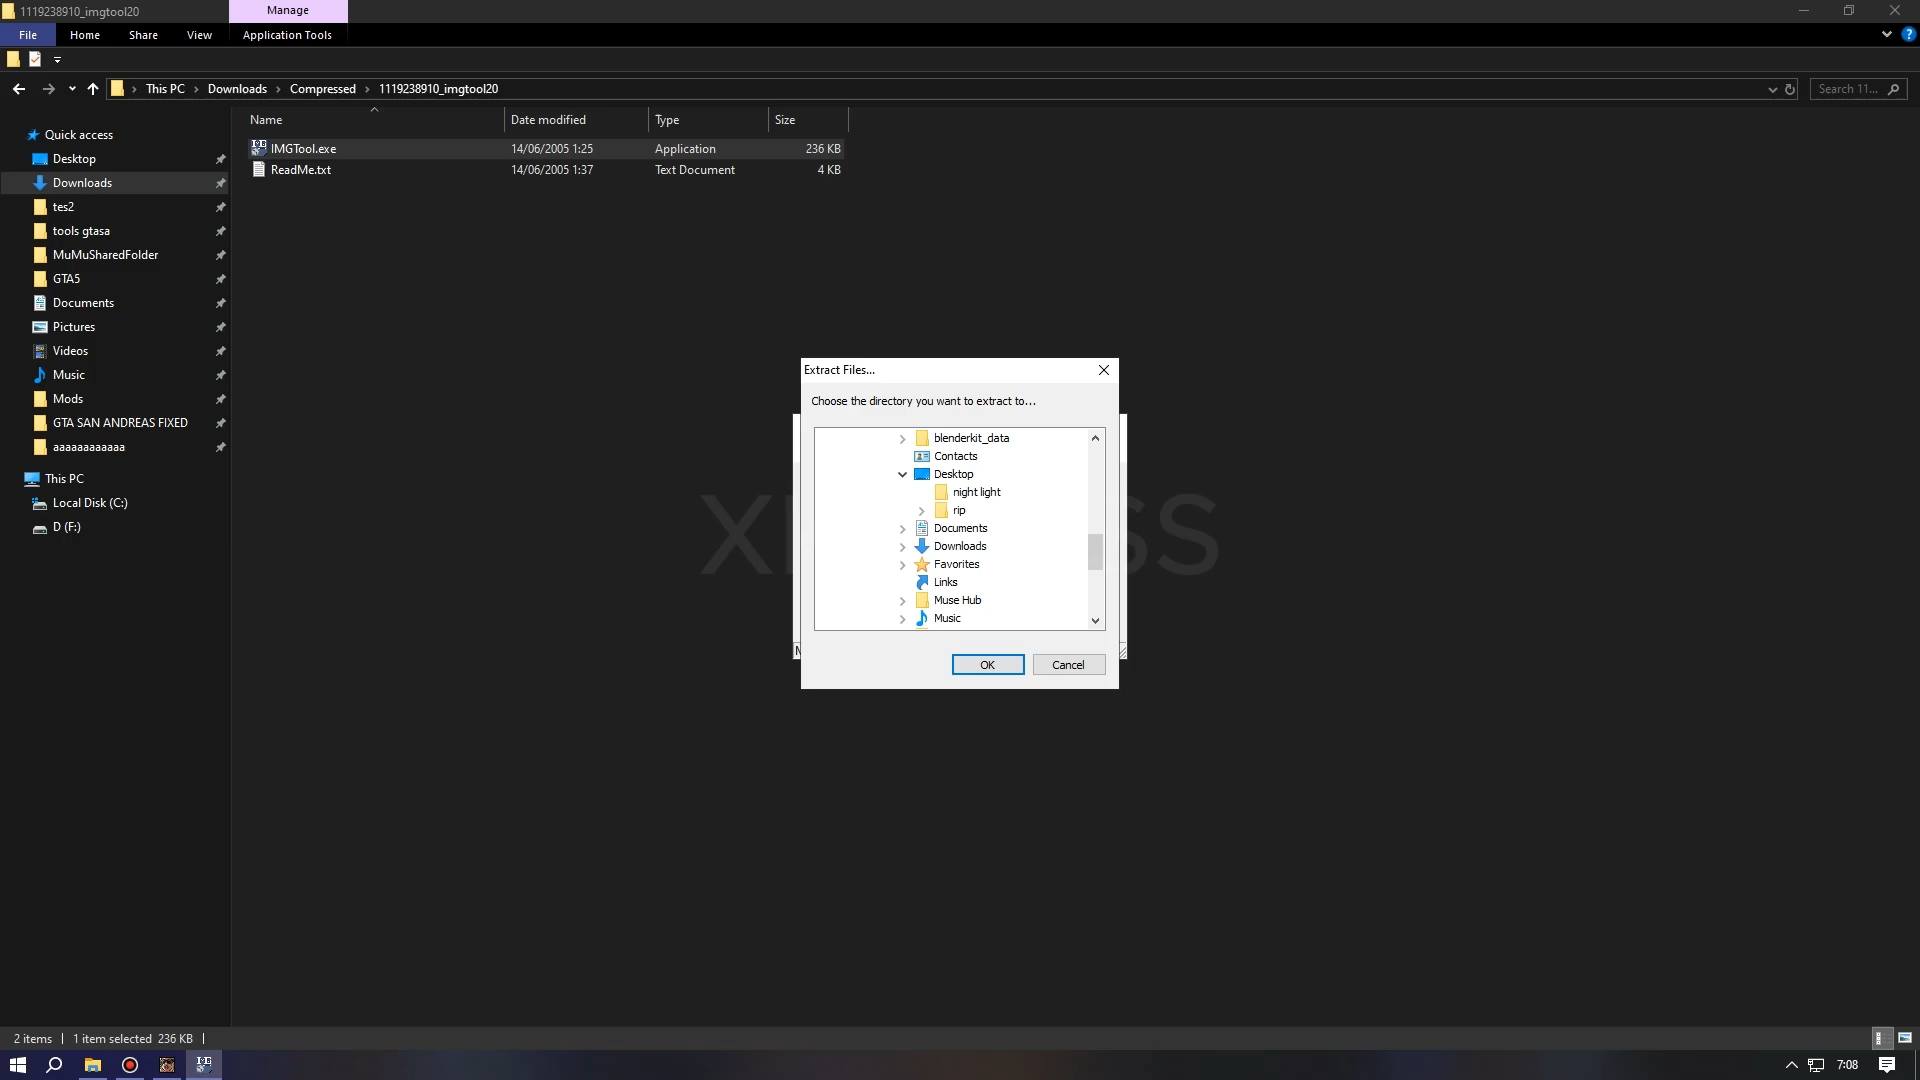 1119238910_imgtool20
Manage
File Home Share View Application Tools
This PC Downloads Compressed 1119238910_imgtool20
Search 11...
Name Date modified Type Size
IMGTool.exe 14/06/2005 1:25 Application 236 KB
ReadMe.txt 14/06/2005 1:37 Text Document 4 KB
Quick access
Desktop
Downloads
tes2
tools gtasa
MuMuSharedFolder
GTA5
Documents
Pictures
Videos
Music
Mods
GTA SAN ANDREAS FIXED
aaaaaaaaaaaa
This PC
Local Disk (C:)
D (F:)
Extract Files...
Choose the directory you want to extract to...
blenderkit_data
Contacts
Desktop
night light
rip
Documents
Downloads
Favorites
Links
Muse Hub
Music
OK Cancel
2 items 1 item selected 236 KB
7:08